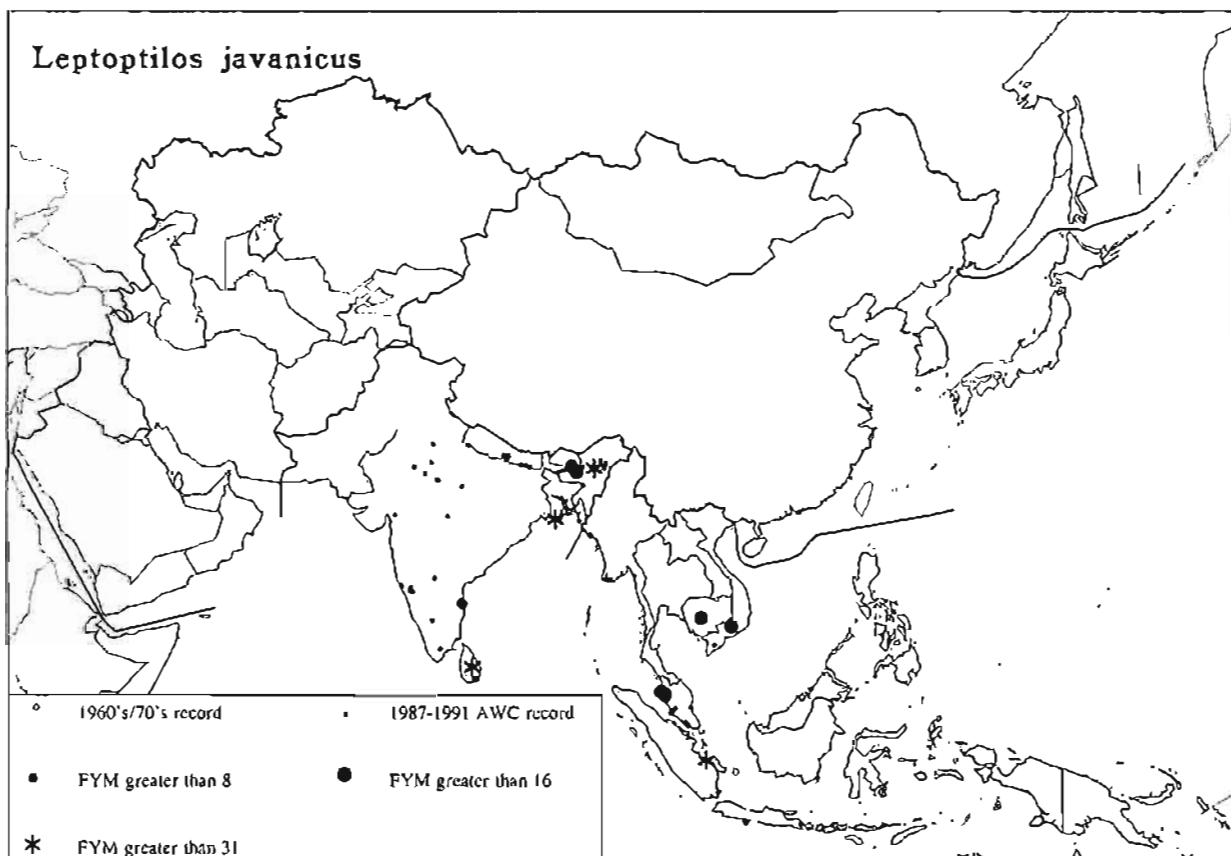 Leptoptilos javanicus
1960's/70's record
1987-1991 AWC record
FYM greater than 8
FYM greater than 16
FYM greater than 31